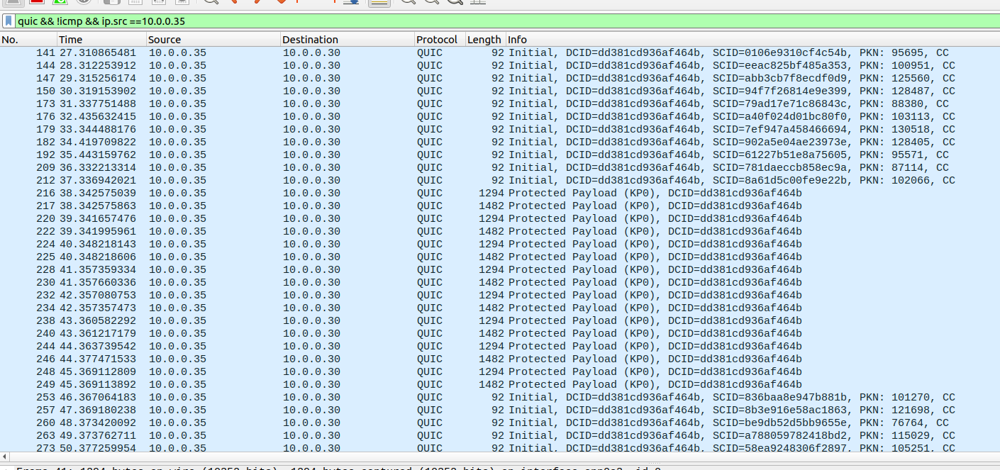 quic && !icmp && ip.src ==10.0.0.35
No. Time Source Destination Protocol Length Info
141 27.310865481 10.0.0.35 10.0.0.30 QUIC 92 Initial, DCID=dd381cd936af464b, SCID=0106e9310cf4c54b, PKN: 95695, CC
144 28.312253912 10.0.0.35 10.0.0.30 QUIC 92 Initial, DCID=dd381cd936af464b, SCID=eeac825bf485a353, PKN: 100951, CC
147 29.315256174 10.0.0.35 10.0.0.30 QUIC 92 Initial, DCID=dd381cd936af464b, SCID=abb3cb7f8ecdf0d9, PKN: 125560, CC
150 30.319153902 10.0.0.35 10.0.0.30 QUIC 92 Initial, DCID=dd381cd936af464b, SCID=94f7f26814e9e399, PKN: 128487, CC
173 31.337751488 10.0.0.35 10.0.0.30 QUIC 92 Initial, DCID=dd381cd936af464b, SCID=79ad17e71c86843c, PKN: 88380, CC
176 32.435632415 10.0.0.35 10.0.0.30 QUIC 92 Initial, DCID=dd381cd936af464b, SCID=a40f024d01bc80f0, PKN: 103113, CC
179 33.344488176 10.0.0.35 10.0.0.30 QUIC 92 Initial, DCID=dd381cd936af464b, SCID=7ef947a458466694, PKN: 130518, CC
182 34.419709822 10.0.0.35 10.0.0.30 QUIC 92 Initial, DCID=dd381cd936af464b, SCID=902a5e04ae23973e, PKN: 128405, CC
192 35.443159762 10.0.0.35 10.0.0.30 QUIC 92 Initial, DCID=dd381cd936af464b, SCID=61227b51e8a75605, PKN: 95571, CC
209 36.332213314 10.0.0.35 10.0.0.30 QUIC 92 Initial, DCID=dd381cd936af464b, SCID=781daeccb858ec9a, PKN: 87114, CC
212 37.336942021 10.0.0.35 10.0.0.30 QUIC 92 Initial, DCID=dd381cd936af464b, SCID=8a61d5c00fe9e22b, PKN: 102066, CC
216 38.342575039 10.0.0.35 10.0.0.30 QUIC 1294 Protected Payload (KP0), DCID=dd381cd936af464b
217 38.342575863 10.0.0.35 10.0.0.30 QUIC 1482 Protected Payload (KP0), DCID=dd381cd936af464b
220 39.341657476 10.0.0.35 10.0.0.30 QUIC 1294 Protected Payload (KP0), DCID=dd381cd936af464b
222 39.341995961 10.0.0.35 10.0.0.30 QUIC 1482 Protected Payload (KP0), DCID=dd381cd936af464b
224 40.348218143 10.0.0.35 10.0.0.30 QUIC 1294 Protected Payload (KP0), DCID=dd381cd936af464b
225 40.348218606 10.0.0.35 10.0.0.30 QUIC 1482 Protected Payload (KP0), DCID=dd381cd936af464b
228 41.357359334 10.0.0.35 10.0.0.30 QUIC 1294 Protected Payload (KP0), DCID=dd381cd936af464b
230 41.357660336 10.0.0.35 10.0.0.30 QUIC 1482 Protected Payload (KP0), DCID=dd381cd936af464b
232 42.357080753 10.0.0.35 10.0.0.30 QUIC 1294 Protected Payload (KP0), DCID=dd381cd936af464b
234 42.357357473 10.0.0.35 10.0.0.30 QUIC 1482 Protected Payload (KP0), DCID=dd381cd936af464b
238 43.360582292 10.0.0.35 10.0.0.30 QUIC 1294 Protected Payload (KP0), DCID=dd381cd936af464b
240 43.361217179 10.0.0.35 10.0.0.30 QUIC 1482 Protected Payload (KP0), DCID=dd381cd936af464b
244 44.363739542 10.0.0.35 10.0.0.30 QUIC 1294 Protected Payload (KP0), DCID=dd381cd936af464b
246 44.377471533 10.0.0.35 10.0.0.30 QUIC 1482 Protected Payload (KP0), DCID=dd381cd936af464b
248 45.369112809 10.0.0.35 10.0.0.30 QUIC 1294 Protected Payload (KP0), DCID=dd381cd936af464b
249 45.369113892 10.0.0.35 10.0.0.30 QUIC 1482 Protected Payload (KP0), DCID=dd381cd936af464b
253 46.367064183 10.0.0.35 10.0.0.30 QUIC 92 Initial, DCID=dd381cd936af464b, SCID=836baa8e947b881b, PKN: 101270, CC
257 47.369180238 10.0.0.35 10.0.0.30 QUIC 92 Initial, DCID=dd381cd936af464b, SCID=8b3e916e58ac1863, PKN: 121698, CC
260 48.373420092 10.0.0.35 10.0.0.30 QUIC 92 Initial, DCID=dd381cd936af464b, SCID=be9db52d5bb9655e, PKN: 76764, CC
263 49.373762711 10.0.0.35 10.0.0.30 QUIC 92 Initial, DCID=dd381cd936af464b, SCID=a788059782418bd2, PKN: 115029, CC
273 50.377259954 10.0.0.35 10.0.0.30 QUIC 92 Initial, DCID=dd381cd936af464b, SCID=58ea9248306f2897, PKN: 105251, CC